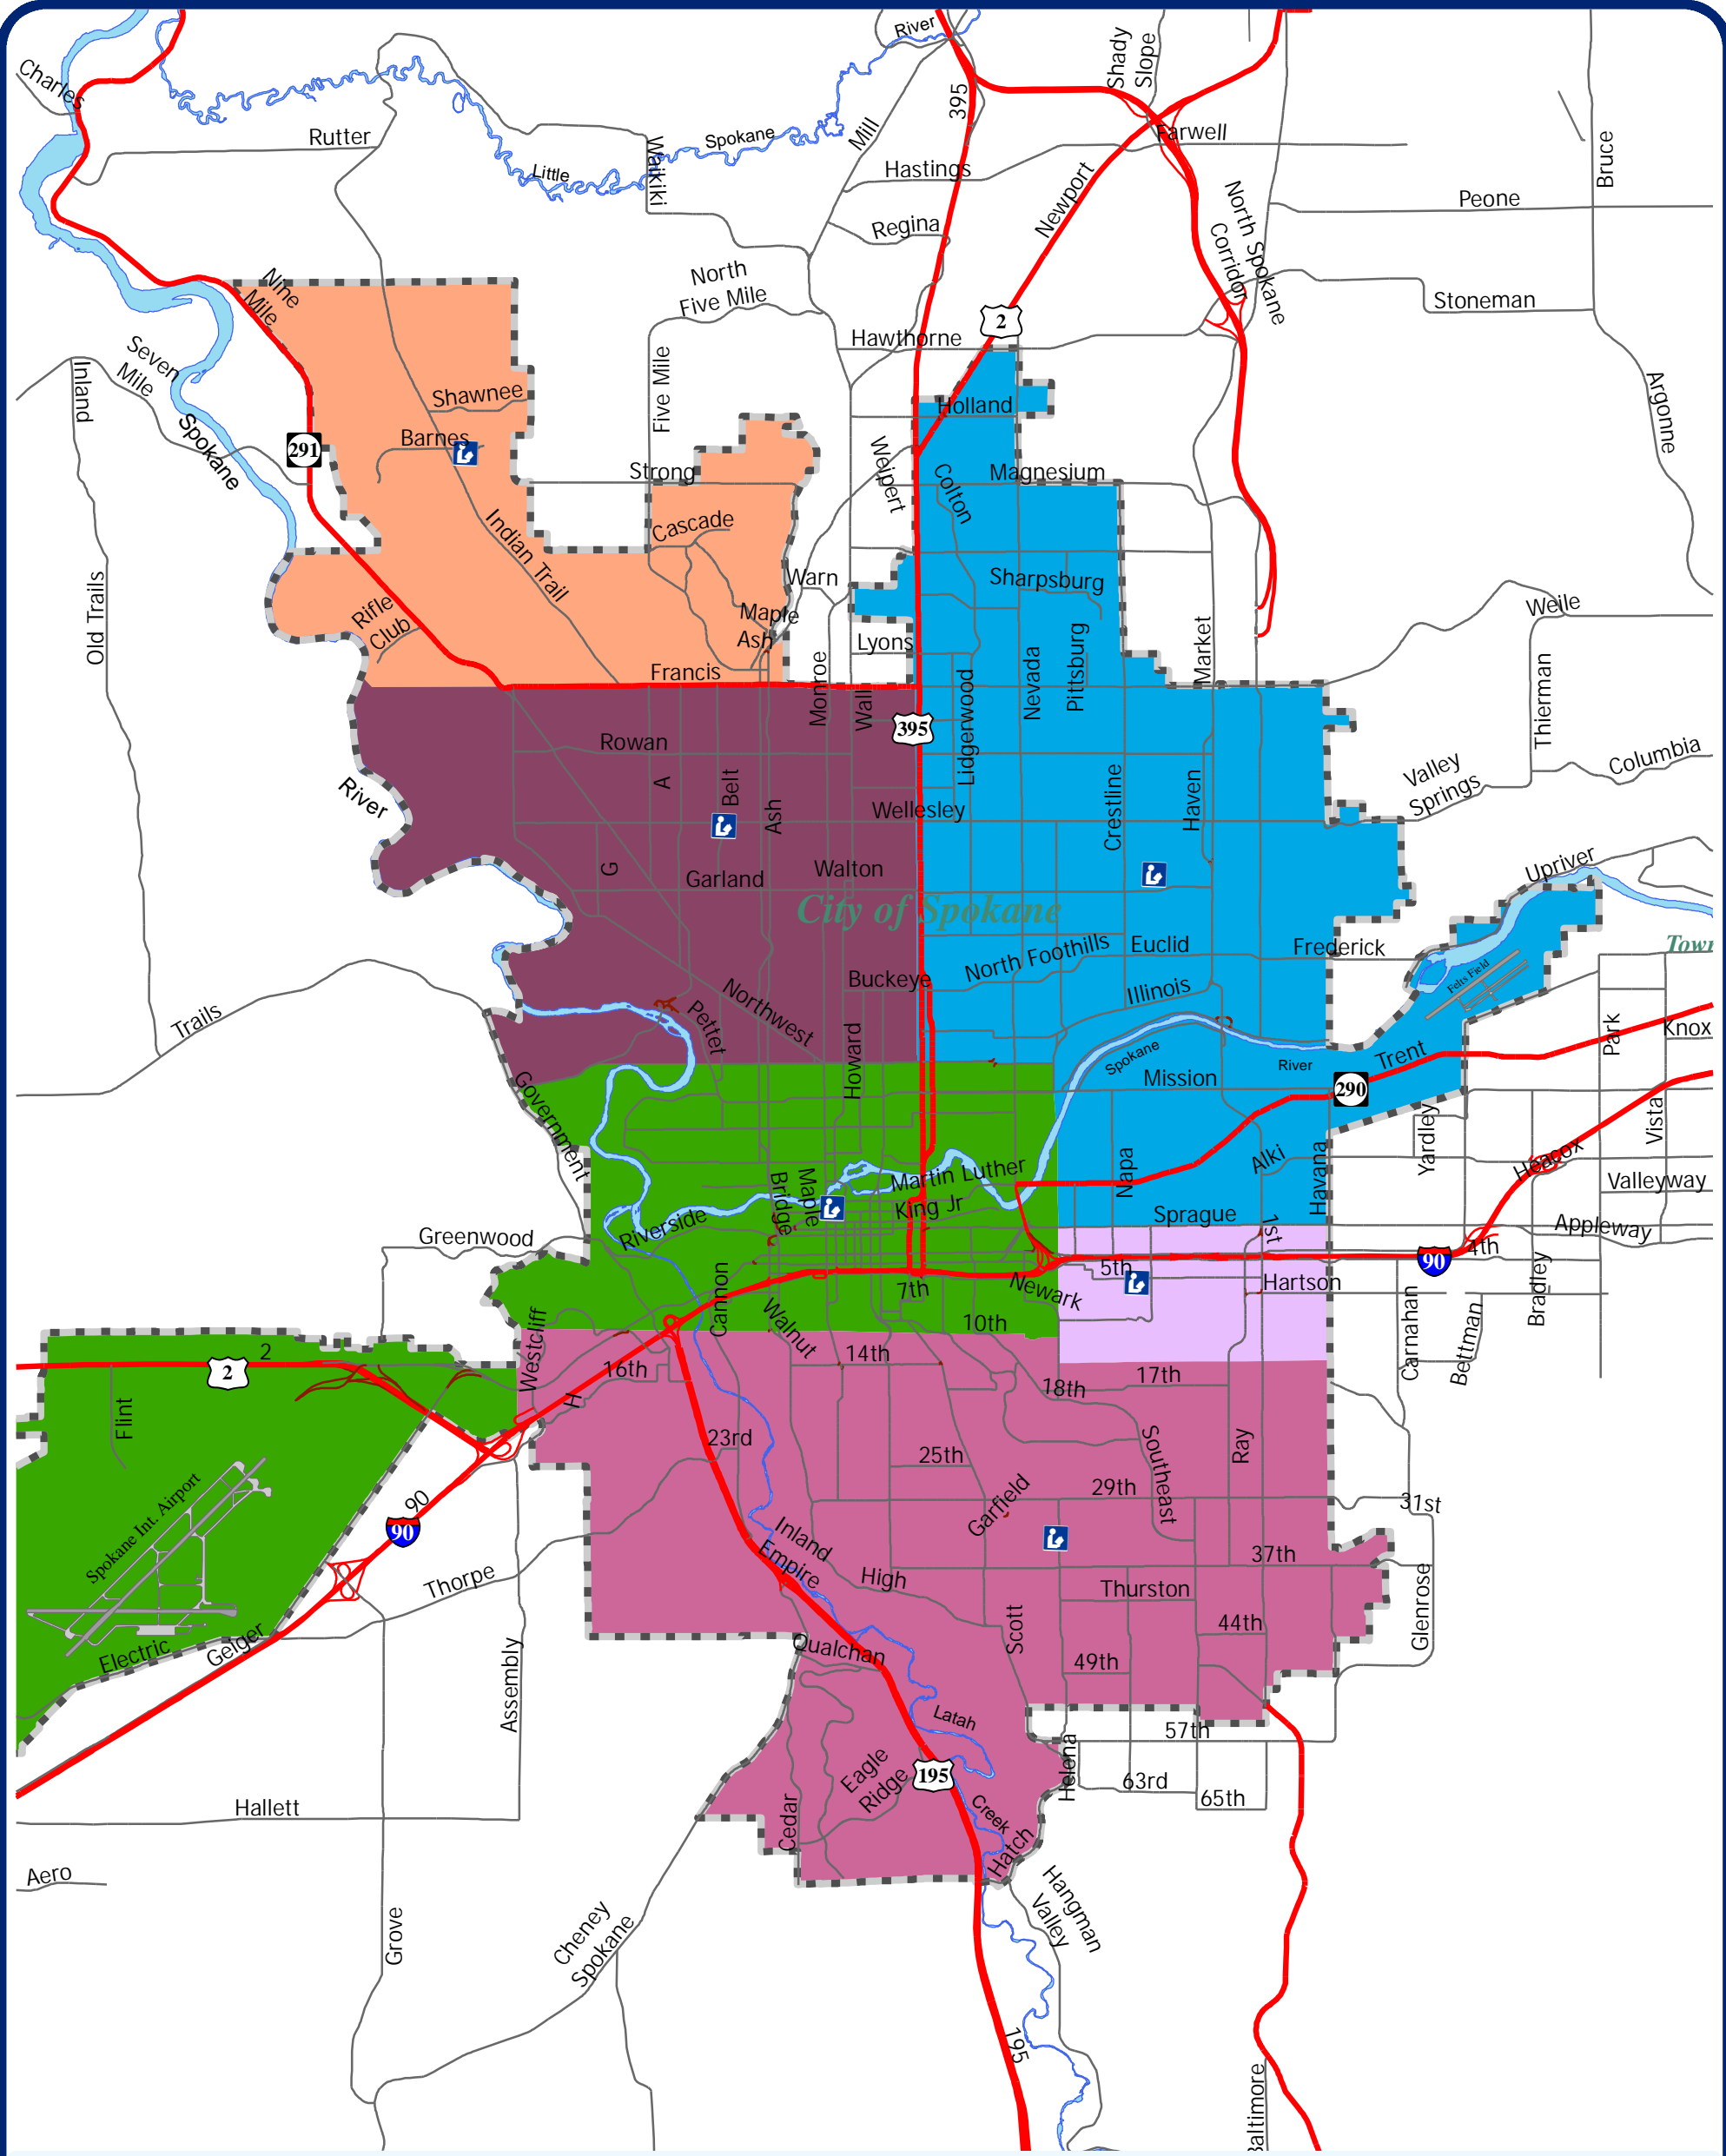 River
Shady
Slope
Charles
395
Mill
Farwell
Rutter
Spokane
Waikiki
Bruce
Hastings
Little
Newport
Peone
Regina
North Spokane
Corridor
North
Five Mile
Nine
Mile
Stoneman
2
Hawthorne
Seven
Mile
Inland
Five Mile
Shawnee
Holland
Argonne
Barnes
291
Spokane
Strong
Weipert
Magnesium
Colton
Cascade
Indian Trail
Warn
Sharpsburg
Old Trails
Rifle
Club
Maple
Ash
Weile
Lyons
Market
Pittsburg
Francis
Monroe
Wall
Nevada
Lidgerwood
Thierman
395
Rowan
Columbia
Valley
Springs
A
Belt
Ash
River
Wellesley
Crestline
Haven
G
Garland
Walton
Upriver
City of Spokane
Town
North Foothills
Euclid
Frederick
Buckeye
Felts Field
Illinois
Northwest
Pettet
Trails
Howard
Park
Knox
Spokane
River
Trent
Mission
290
Government
Yardley
Vista
Alki
Napa
Havana
Heacox
Martin Luther
King Jr
Maple
Bridge
Valleyway
Riverside
Sprague
1st
Appleway
Greenwood
4th
90
5th
Hartson
7th
Newark
Cannon
Walnut
10th
Carnahan
Bettman
Bradley
Westcliff
2
2
14th
16th
H
17th
18th
Flint
23rd
25th
Southeast
Ray
29th
Garfield
31st
Spokane Int. Airport
90
90
Inland
Empire
37th
High
Thorpe
Thurston
Glenrose
Scott
44th
Electric
Geiger
Qualchan
49th
Assembly
Latah
57th
Helena
Eagle
Ridge
195
63rd
65th
Hallett
Cedar
Creek
Hatch
Aero
Hangman
Valley
Grove
Cheney
Spokane
195
Baltimore